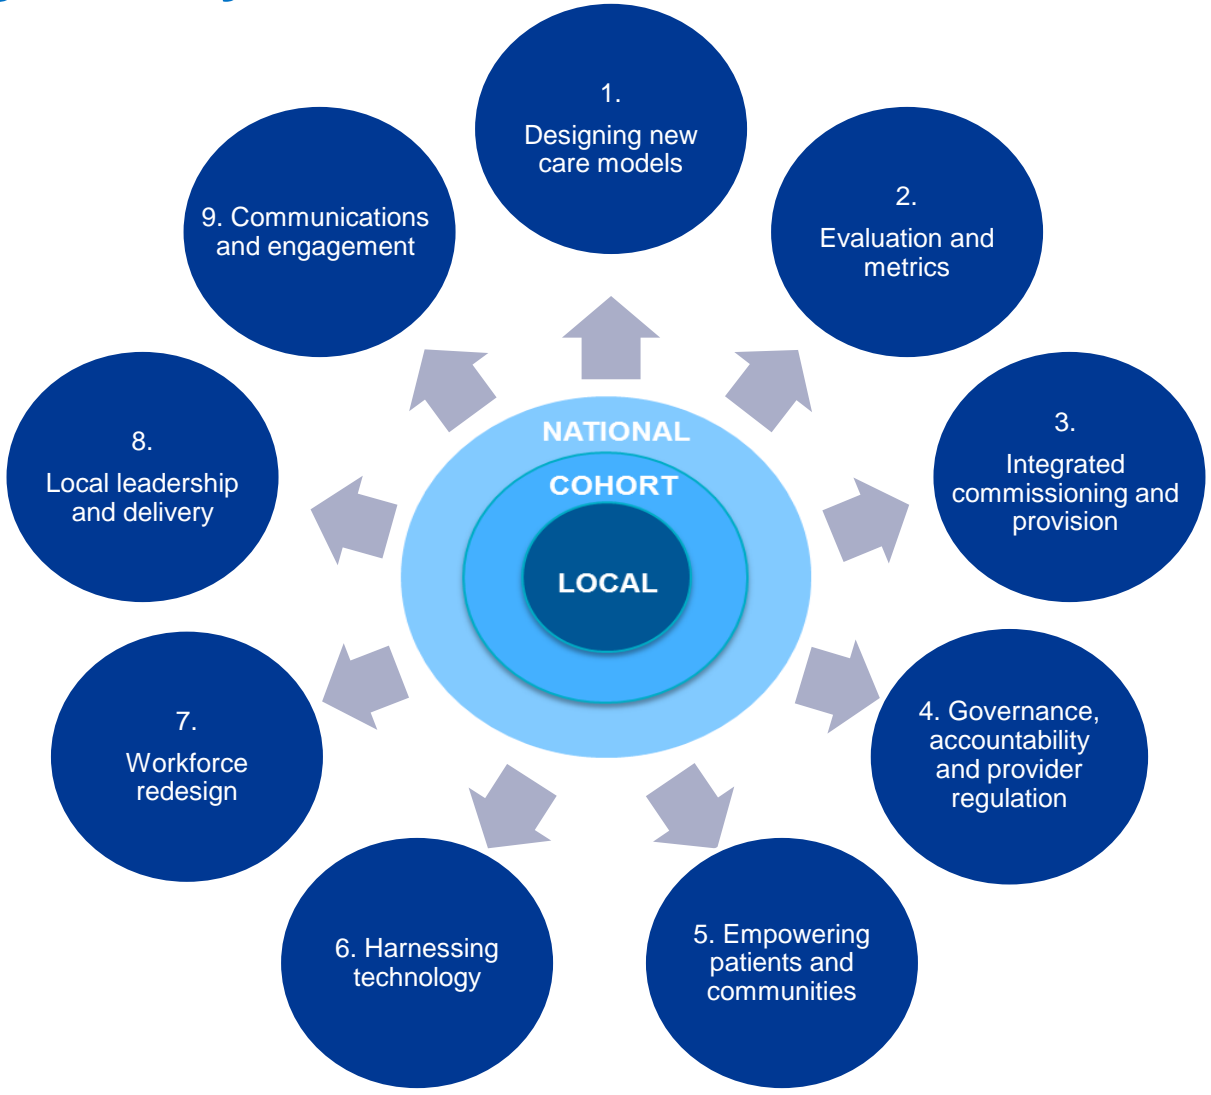 1.
Designing new
care models
2.
Evaluation and
metrics
3.
Integrated
commissioning and
provision
4. Governance,
accountability
and provider
regulation
5. Empowering
patients and
communities
6. Harnessing
technology
7.
Workforce
redesign
8.
Local leadership
and delivery
9. Communications
and engagement
NATIONAL
COHORT
LOCAL